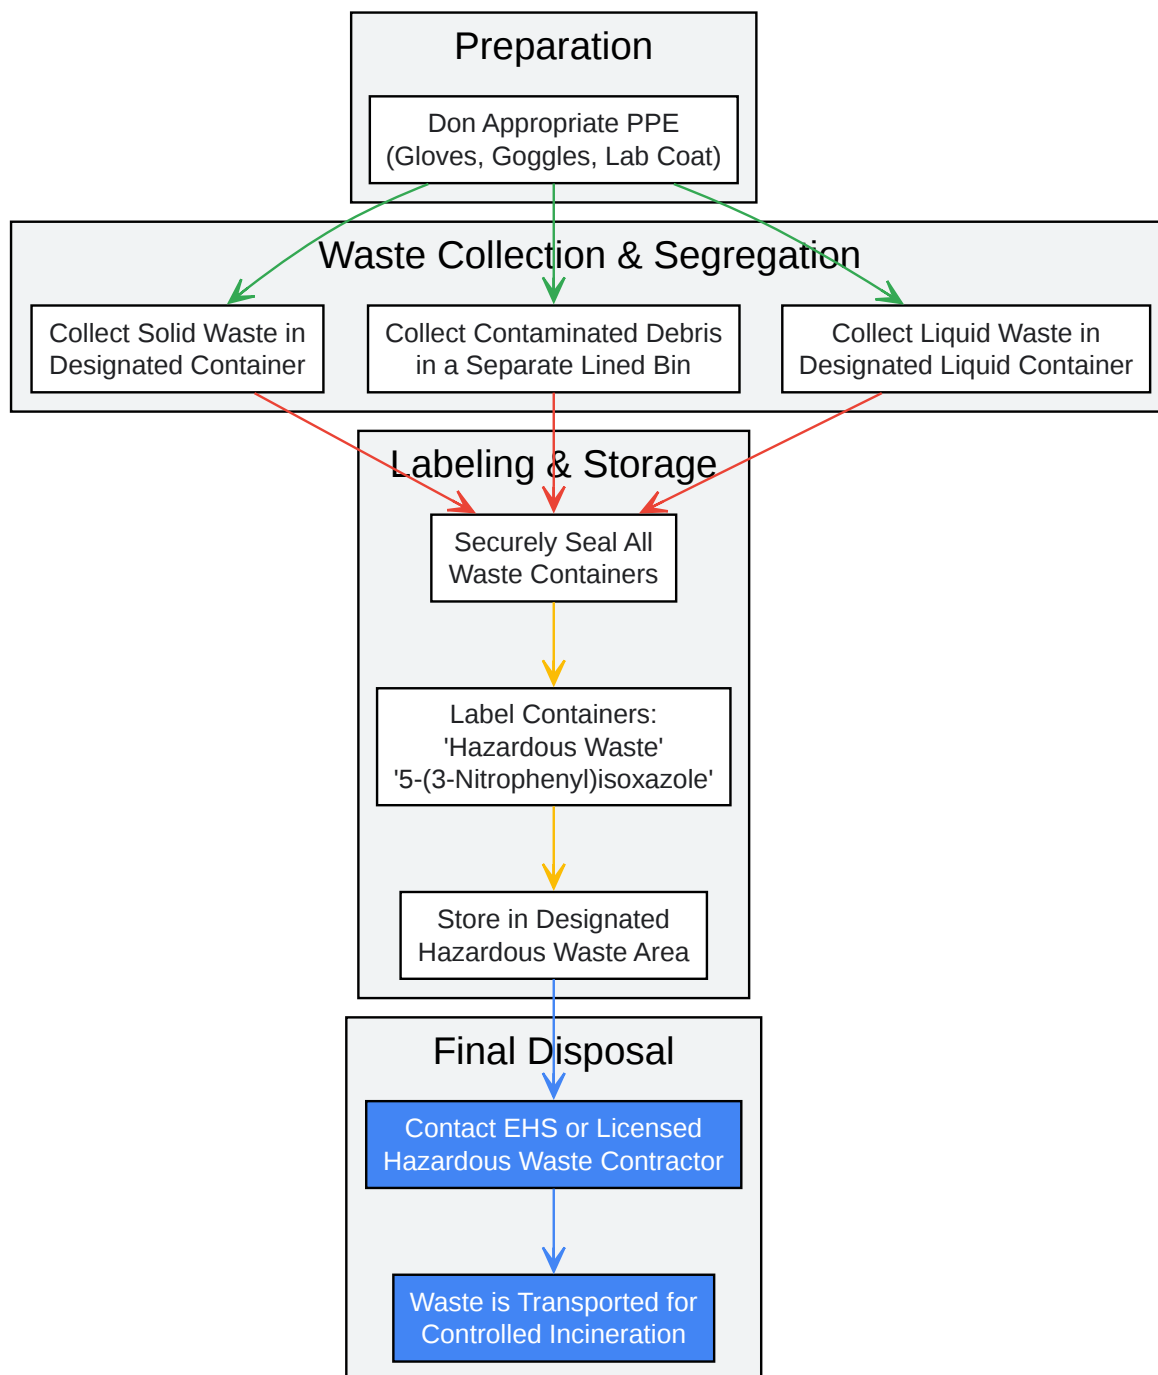 Preparation
Don Appropriate PPE
(Gloves, Goggles, Lab Coat)
Waste Collection & Segregation
Collect Solid Waste in
Designated Container
Collect Contaminated Debris
in a Separate Lined Bin
Collect Liquid Waste in
Designated Liquid Container
Labeling & Storage
Securely Seal All
Waste Containers
Label Containers:
'Hazardous Waste'
'5-(3-Nitrophenyl)isoxazole'
Store in Designated
Hazardous Waste Area
Final Disposal
Contact EHS or Licensed
Hazardous Waste Contractor
Waste is Transported for
Controlled Incineration